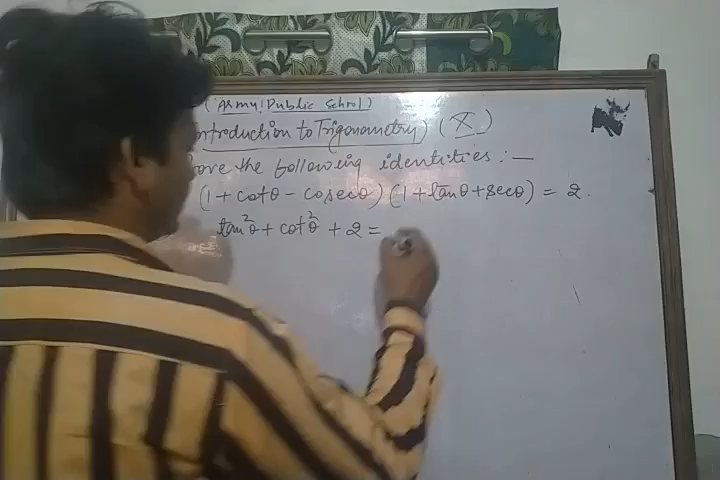 (Army Public School)
ntroduction to Trigonometry) (X)
ove the following identities :—
(1 + cotθ – cosecθ) (1 + tanθ + secθ) = 2.
tan²θ + cot²θ + 2 =